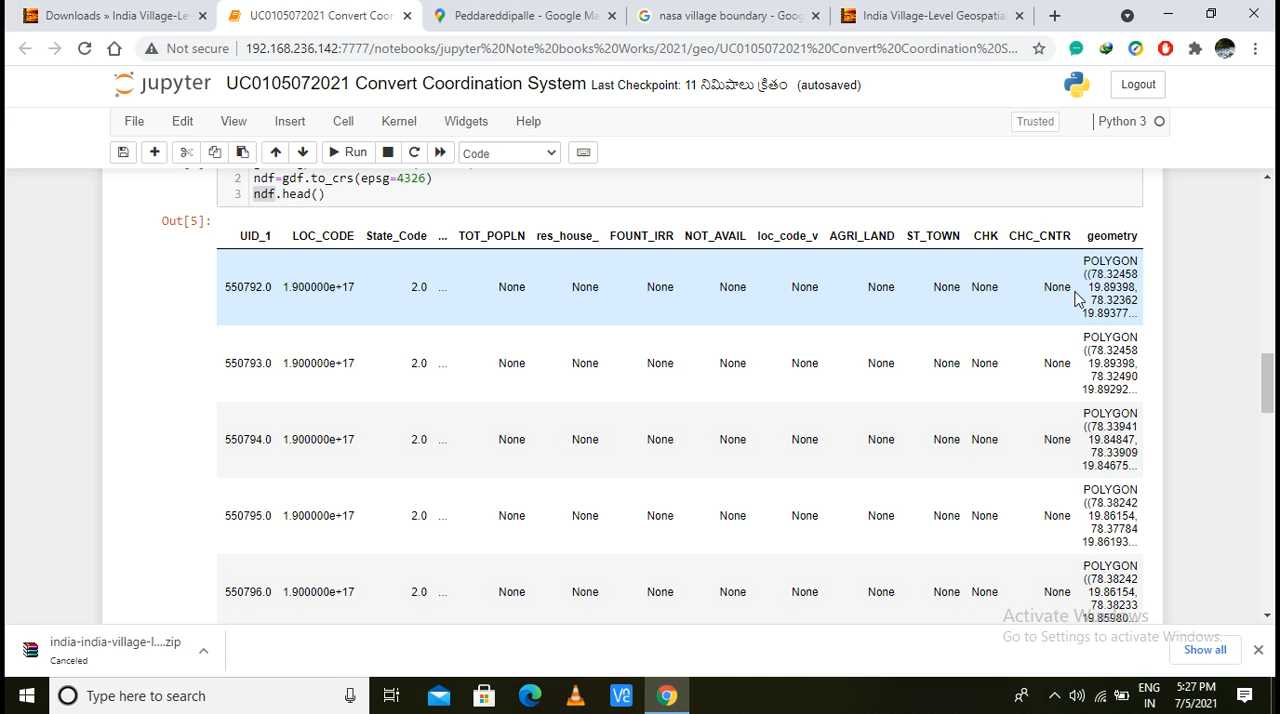 Downloads » India Village-Le
UC0105072021 Convert Coor
Peddareddipalle - Google Ma
nasa village boundary - Goog
India Village-Level Geospatia
Not secure | 192.168.236.142:7777/notebooks/jupyter%20Note%20books%20Works/2021/geo/UC0105072021%20Convert%20Coordination%20S...
jupyter UC0105072021 Convert Coordination System Last Checkpoint: 11 నిమిషాలు క్రితం (autosaved)
Logout
File Edit View Insert Cell Kernel Widgets Help
Trusted
Python 3
Run
Code
2 ndf=gdf.to_crs(epsg=4326)
3 ndf.head()
Out[5]:
UID_1 LOC_CODE State_Code ... TOT_POPLN res_house_ FOUNT_IRR NOT_AVAIL loc_code_v AGRI_LAND ST_TOWN CHK CHC_CNTR geometry
550792.0 1.900000e+17 2.0 ... None None None None None None None None None POLYGON
((78.32458
19.89398,
78.32362
19.89377...
550793.0 1.900000e+17 2.0 ... None None None None None None None None None POLYGON
((78.32458
19.89398,
78.32490
19.89292...
550794.0 1.900000e+17 2.0 ... None None None None None None None None None POLYGON
((78.33941
19.84847,
78.33909
19.84675...
550795.0 1.900000e+17 2.0 ... None None None None None None None None None POLYGON
((78.38242
19.86154,
78.37784
19.86193...
550796.0 1.900000e+17 2.0 ... None None None None None None None None None POLYGON
((78.38242
19.86154,
78.38233
19.85980...
Activate Windows
Go to Settings to activate Windows.
india-india-village-l....zip
Canceled
Show all
Type here to search
V2
ENG
IN
5:27 PM
7/5/2021